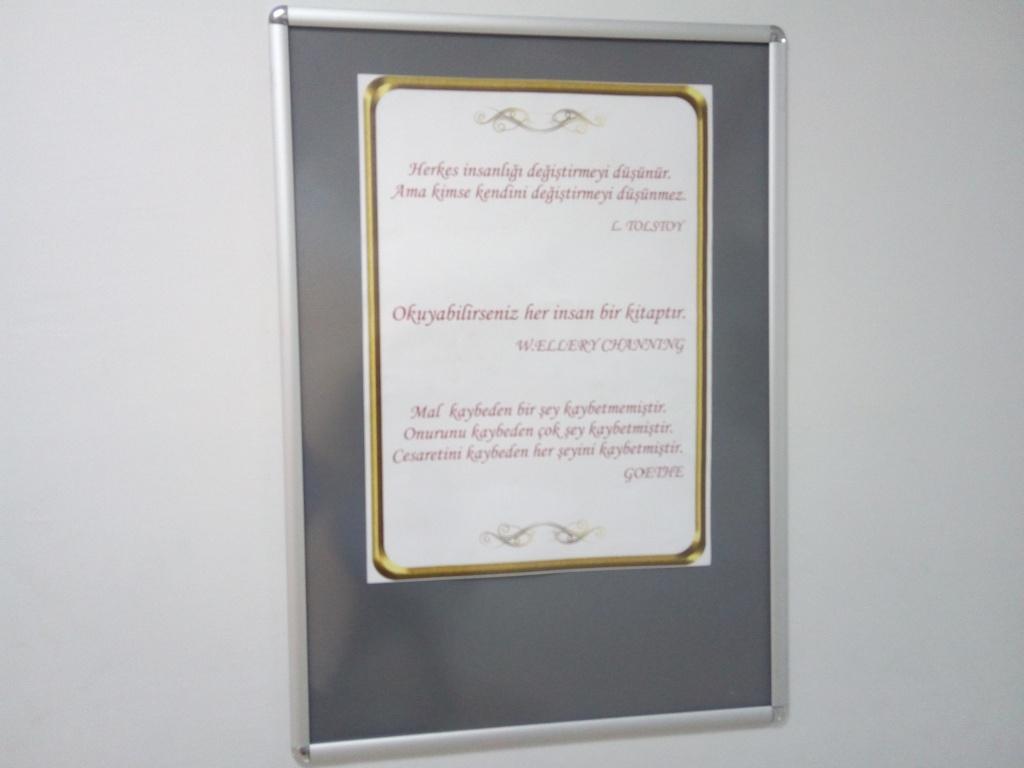 Herkes insanlığı değiştirmeyi düşünür.
Ama kimse kendini değiştirmeyi düşünmez.
L. TOLSTOY
Okuyabilirseniz her insan bir kitaptır.
W.ELLERY CHANNING
Mal kaybeden bir şey kaybetmemiştir.
Onurunu kaybeden çok şey kaybetmiştir.
Cesaretini kaybeden her şeyini kaybetmiştir.
GOETHE